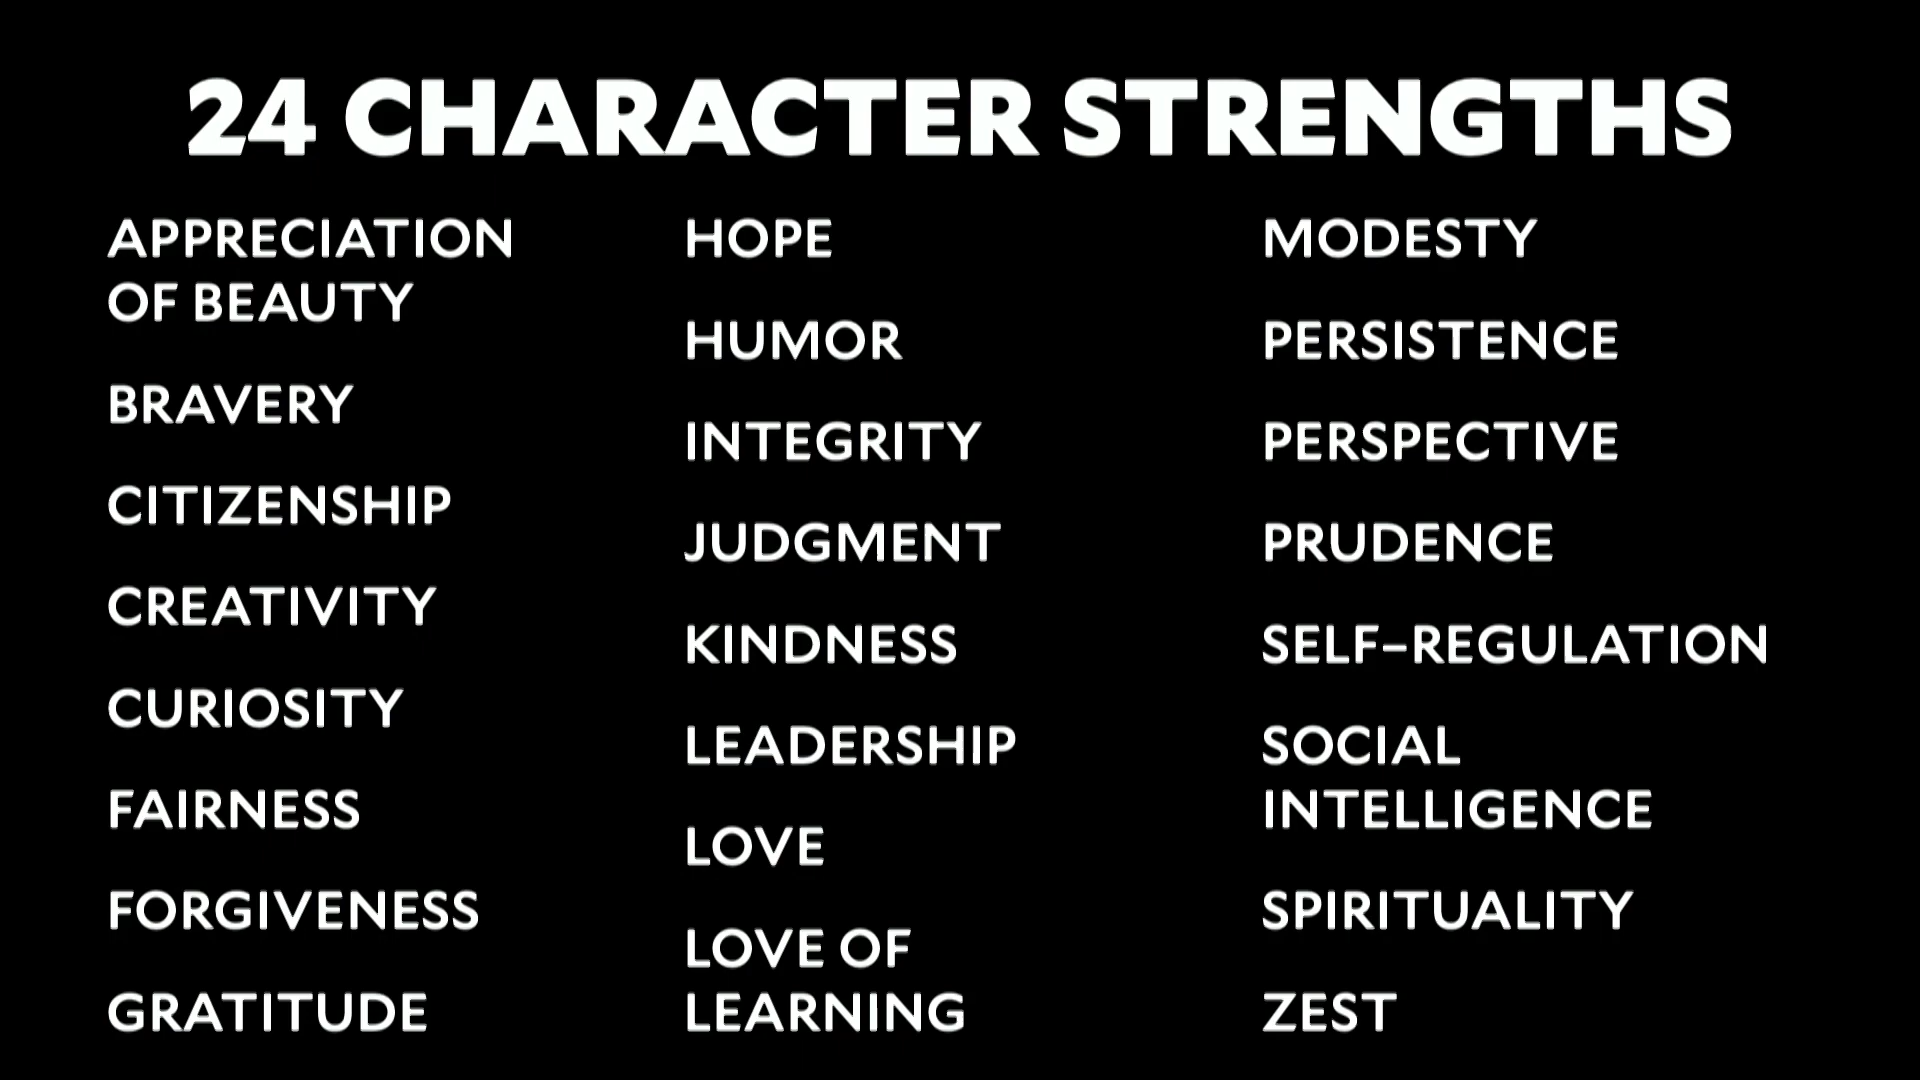 24 CHARACTER STRENGTHS
APPRECIATION
OF BEAUTY
BRAVERY
CITIZENSHIP
CREATIVITY
CURIOSITY
FAIRNESS
FORGIVENESS
GRATITUDE
HOPE
HUMOR
INTEGRITY
JUDGMENT
KINDNESS
LEADERSHIP
LOVE
LOVE OF
LEARNING
MODESTY
PERSISTENCE
PERSPECTIVE
PRUDENCE
SELF–REGULATION
SOCIAL
INTELLIGENCE
SPIRITUALITY
ZEST